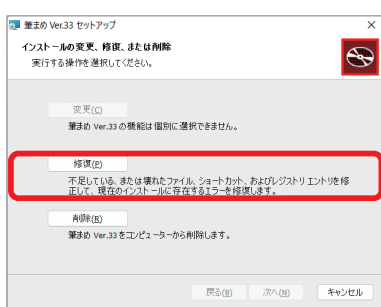 筆まめ Ver.33 セットアップ
インストールの変更、修復、または削除
実行する操作を選択してください。
変更(C)
筆まめ Ver.33 の機能は個別に選択できません。
修復(P)
不足している、または壊れたファイル、ショートカット、およびレジストリ エントリを修
正して、現在のインストールに存在するエラーを修復します。
削除(R)
筆まめ Ver.33 をコンピューターから削除します。
戻る(B) 次へ(N) キャンセル